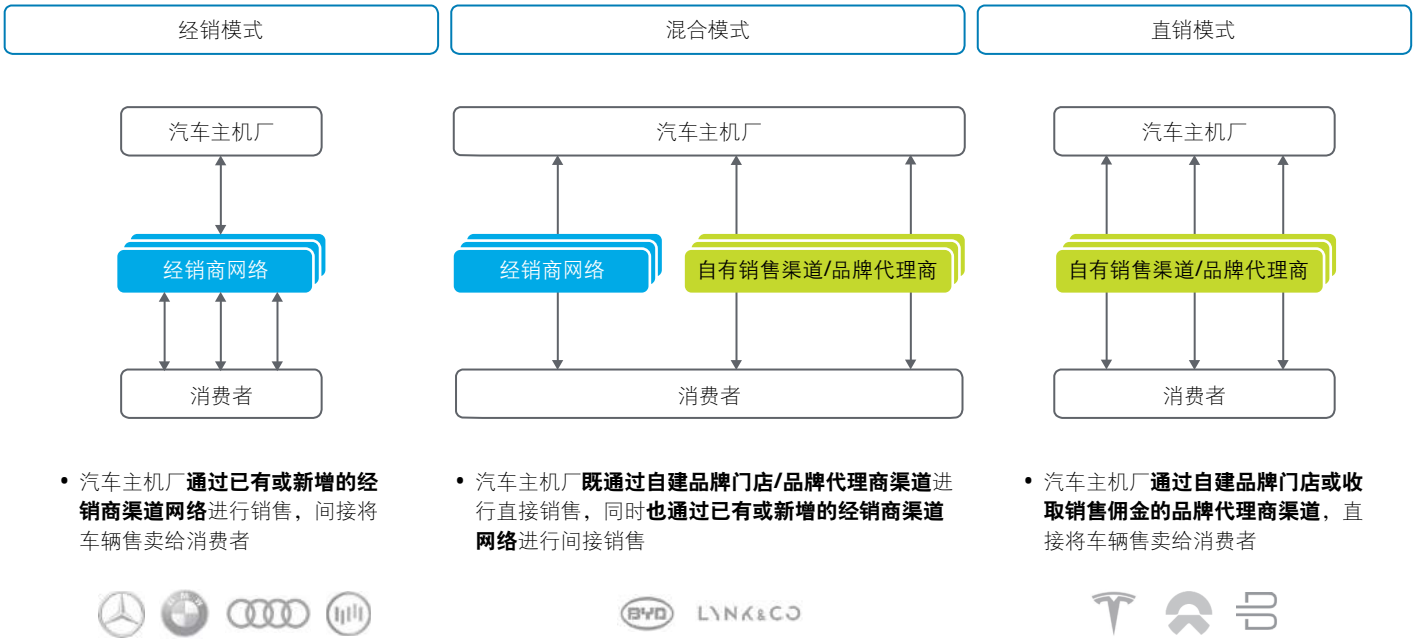 经销模式
混合模式
直销模式
汽车主机厂
汽车主机厂
汽车主机厂
经销商网络
经销商网络
自有销售渠道/品牌代理商
自有销售渠道/品牌代理商
消费者
消费者
消费者
• 汽车主机厂通过已有或新增的经
销商渠道网络进行销售，间接将
车辆售卖给消费者
• 汽车主机厂既通过自建品牌门店/品牌代理商渠道进
行直接销售，同时也通过已有或新增的经销商渠道
网络进行间接销售
• 汽车主机厂通过自建品牌门店或收
取销售佣金的品牌代理商渠道，直
接将车辆售卖给消费者
BMW
BYD
LYNK&CO